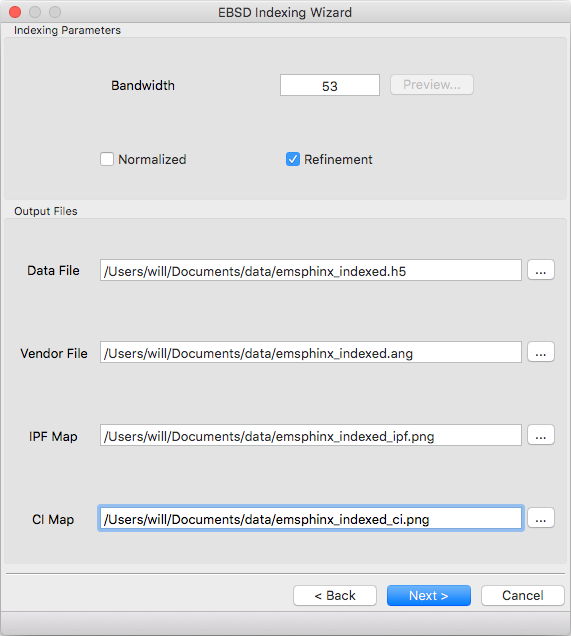 EBSD Indexing Wizard
Indexing Parameters
Bandwidth 53 Preview...
Normalized Refinement
Output Files
Data File /Users/will/Documents/data/emsphinx_indexed.h5 ...
Vendor File /Users/will/Documents/data/emsphinx_indexed.ang ...
IPF Map /Users/will/Documents/data/emsphinx_indexed_ipf.png ...
CI Map /Users/will/Documents/data/emsphinx_indexed_ci.png ...
< Back Next > Cancel